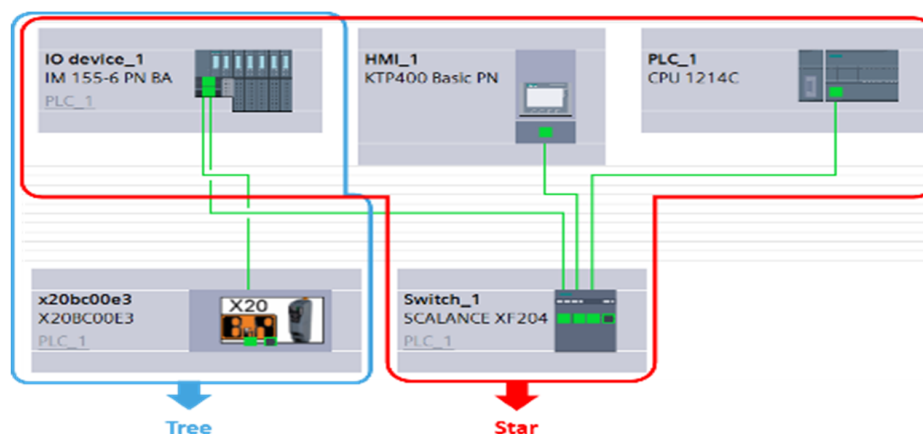 IO device_1
IM 155-6 PN BA
PLC_1
HMI_1
KTP400 Basic PN
PLC_1
CPU 1214C
x20bc00e3
X20BC00E3
PLC_1
X20
Switch_1
SCALANCE XF204
PLC_1
Tree
Star